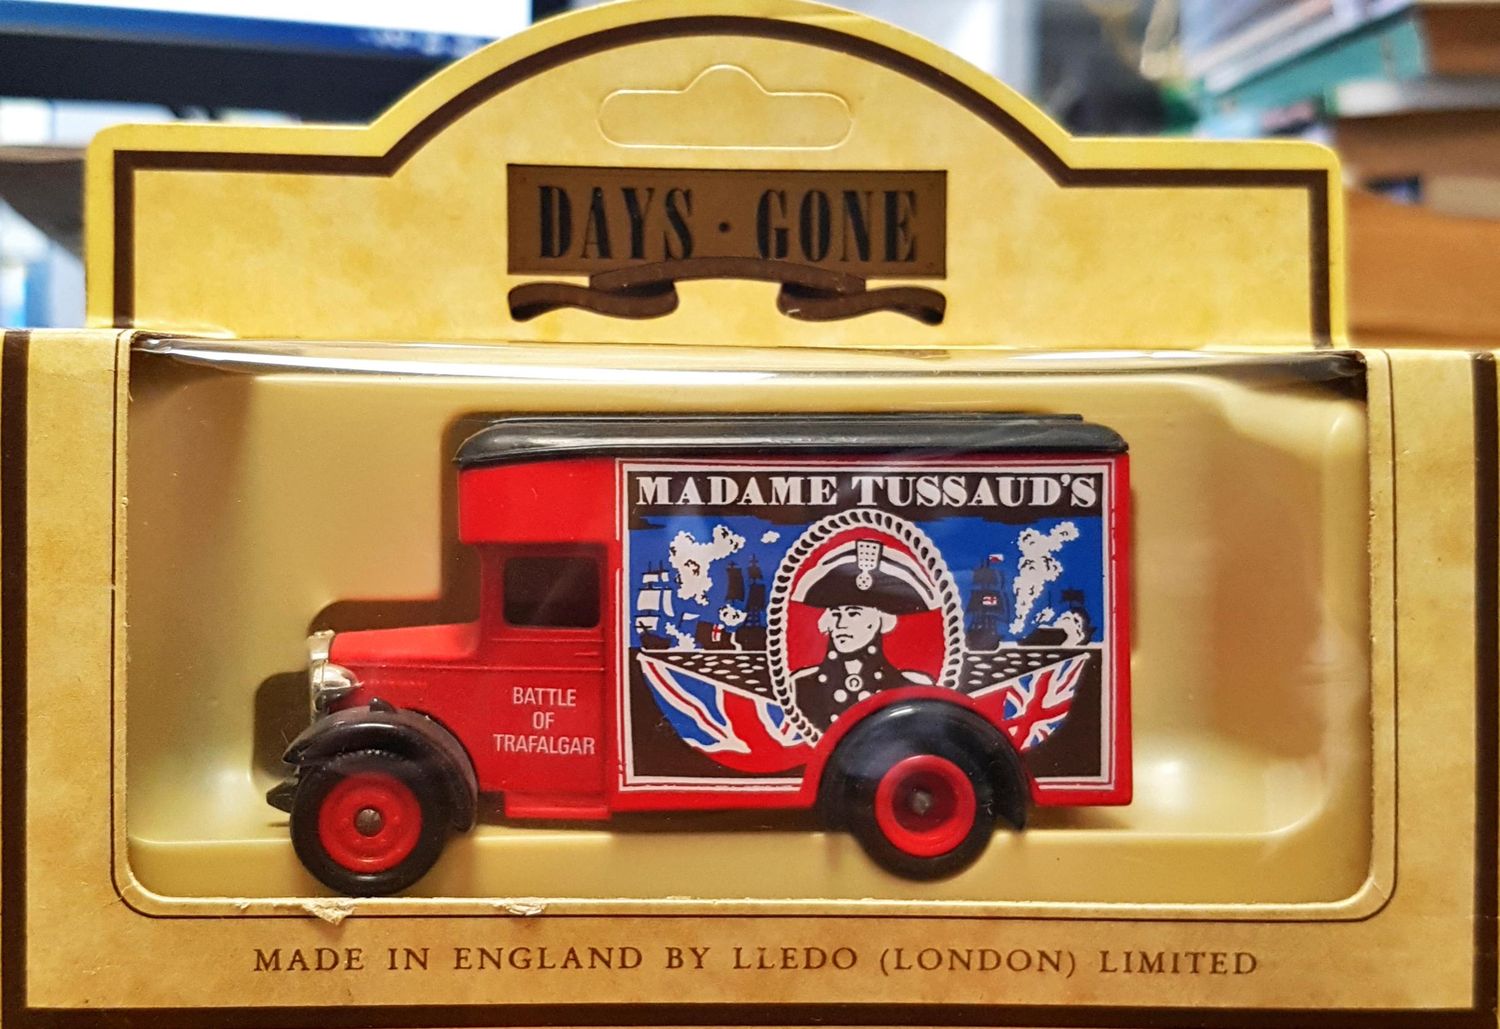 DAYS · GONE
MADAME TUSSAUD'S
BATTLE
OF
TRAFALGAR
MADE IN ENGLAND BY LLEDO (LONDON) LIMITED